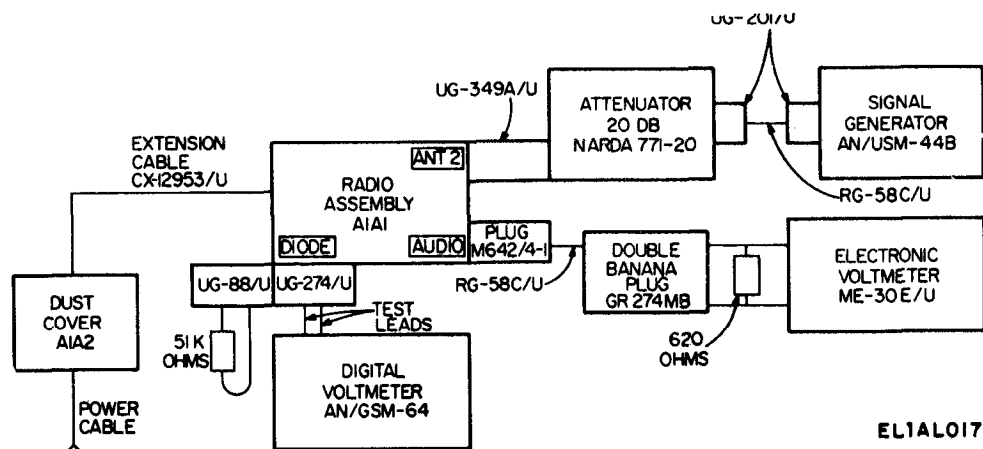 UG-201/U
UG-349A/U
ATTENUATOR
20 DB
NARDA 771-20
SIGNAL
GENERATOR
AN/USM-44B
EXTENSION
CABLE
CX-12953/U
ANT 2
RADIO
ASSEMBLY
A1A1
RG-58C/U
DIODE
AUDIO
PLUG
M642/4-1
DOUBLE
BANANA
PLUG
GR 274MB
ELECTRONIC
VOLTMETER
ME-30E/U
UG-88/U
UG-274/U
RG-58C/U
DUST
COVER
A1A2
TEST
LEADS
51K
OHMS
620
OHMS
DIGITAL
VOLTMETER
AN/GSM-64
POWER
CABLE
EL1AL017